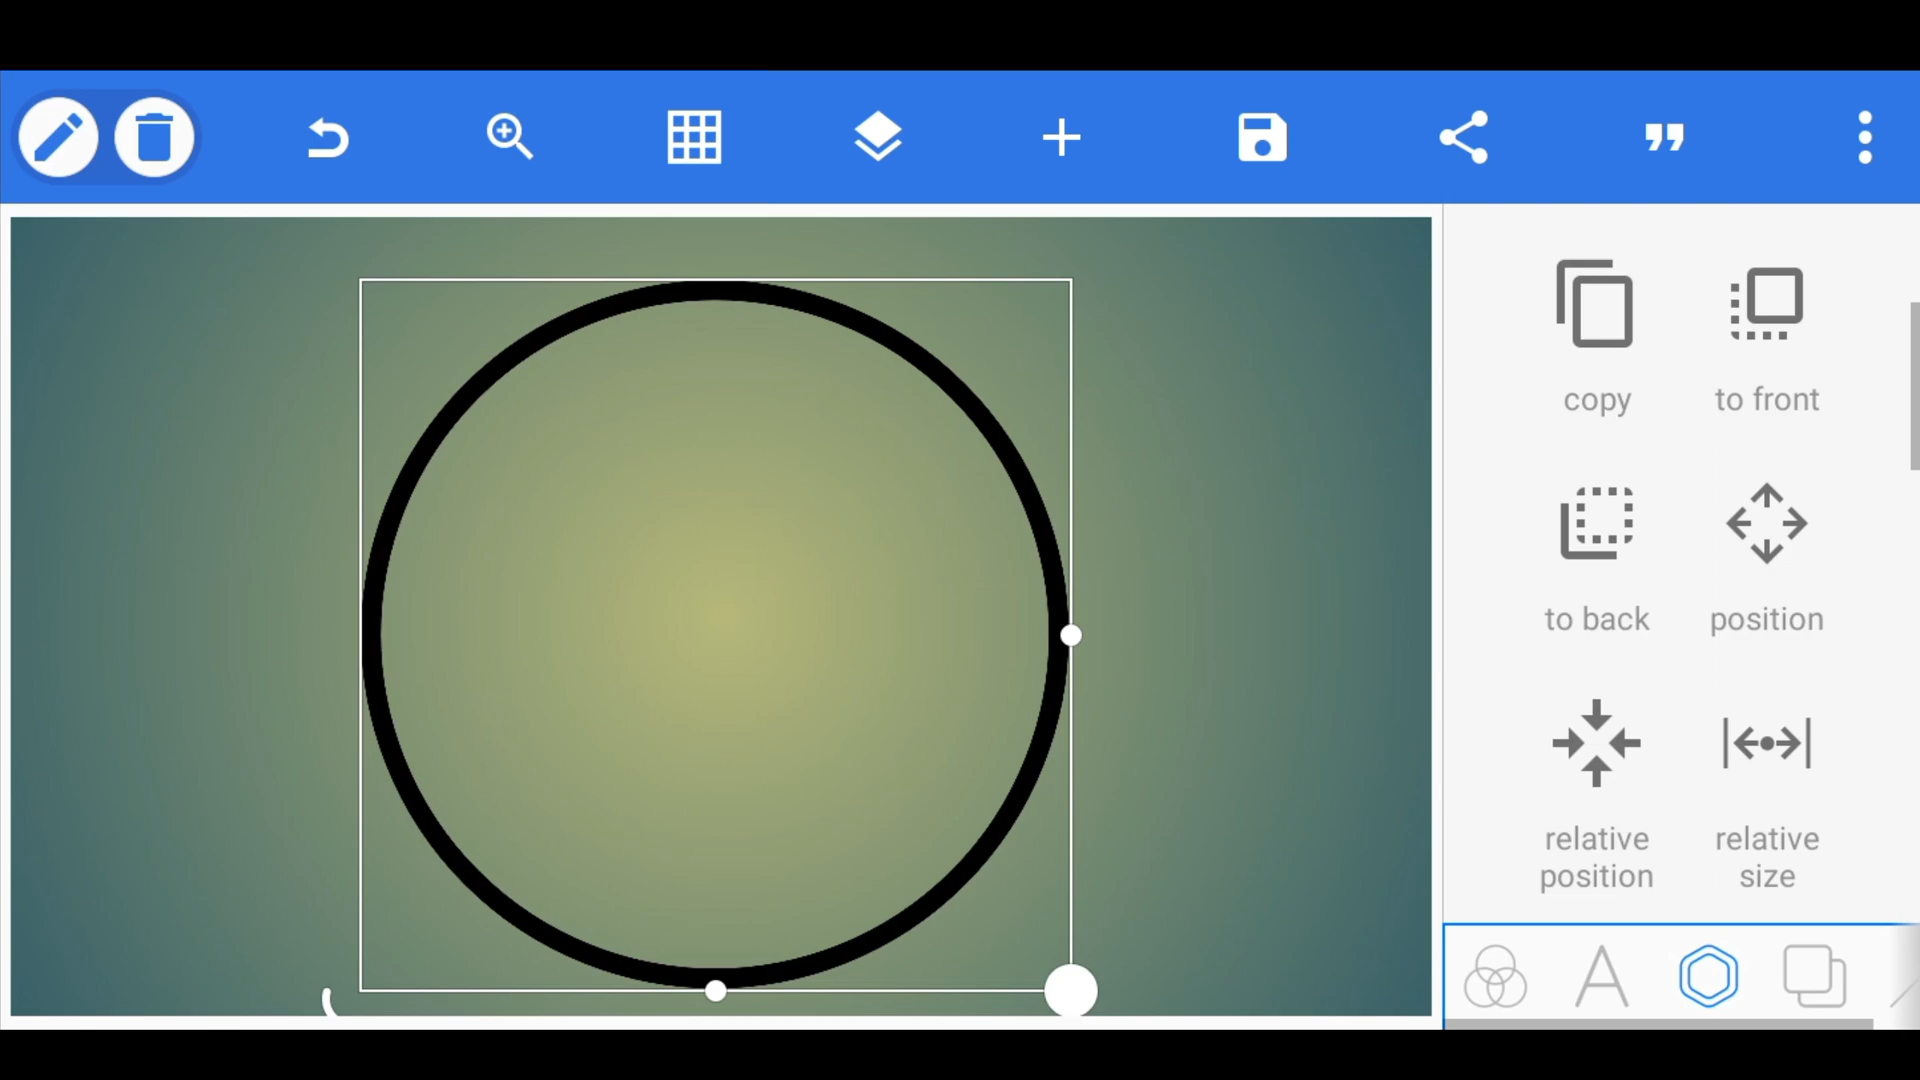 copy
to front
to back
position
relative
position
relative
size